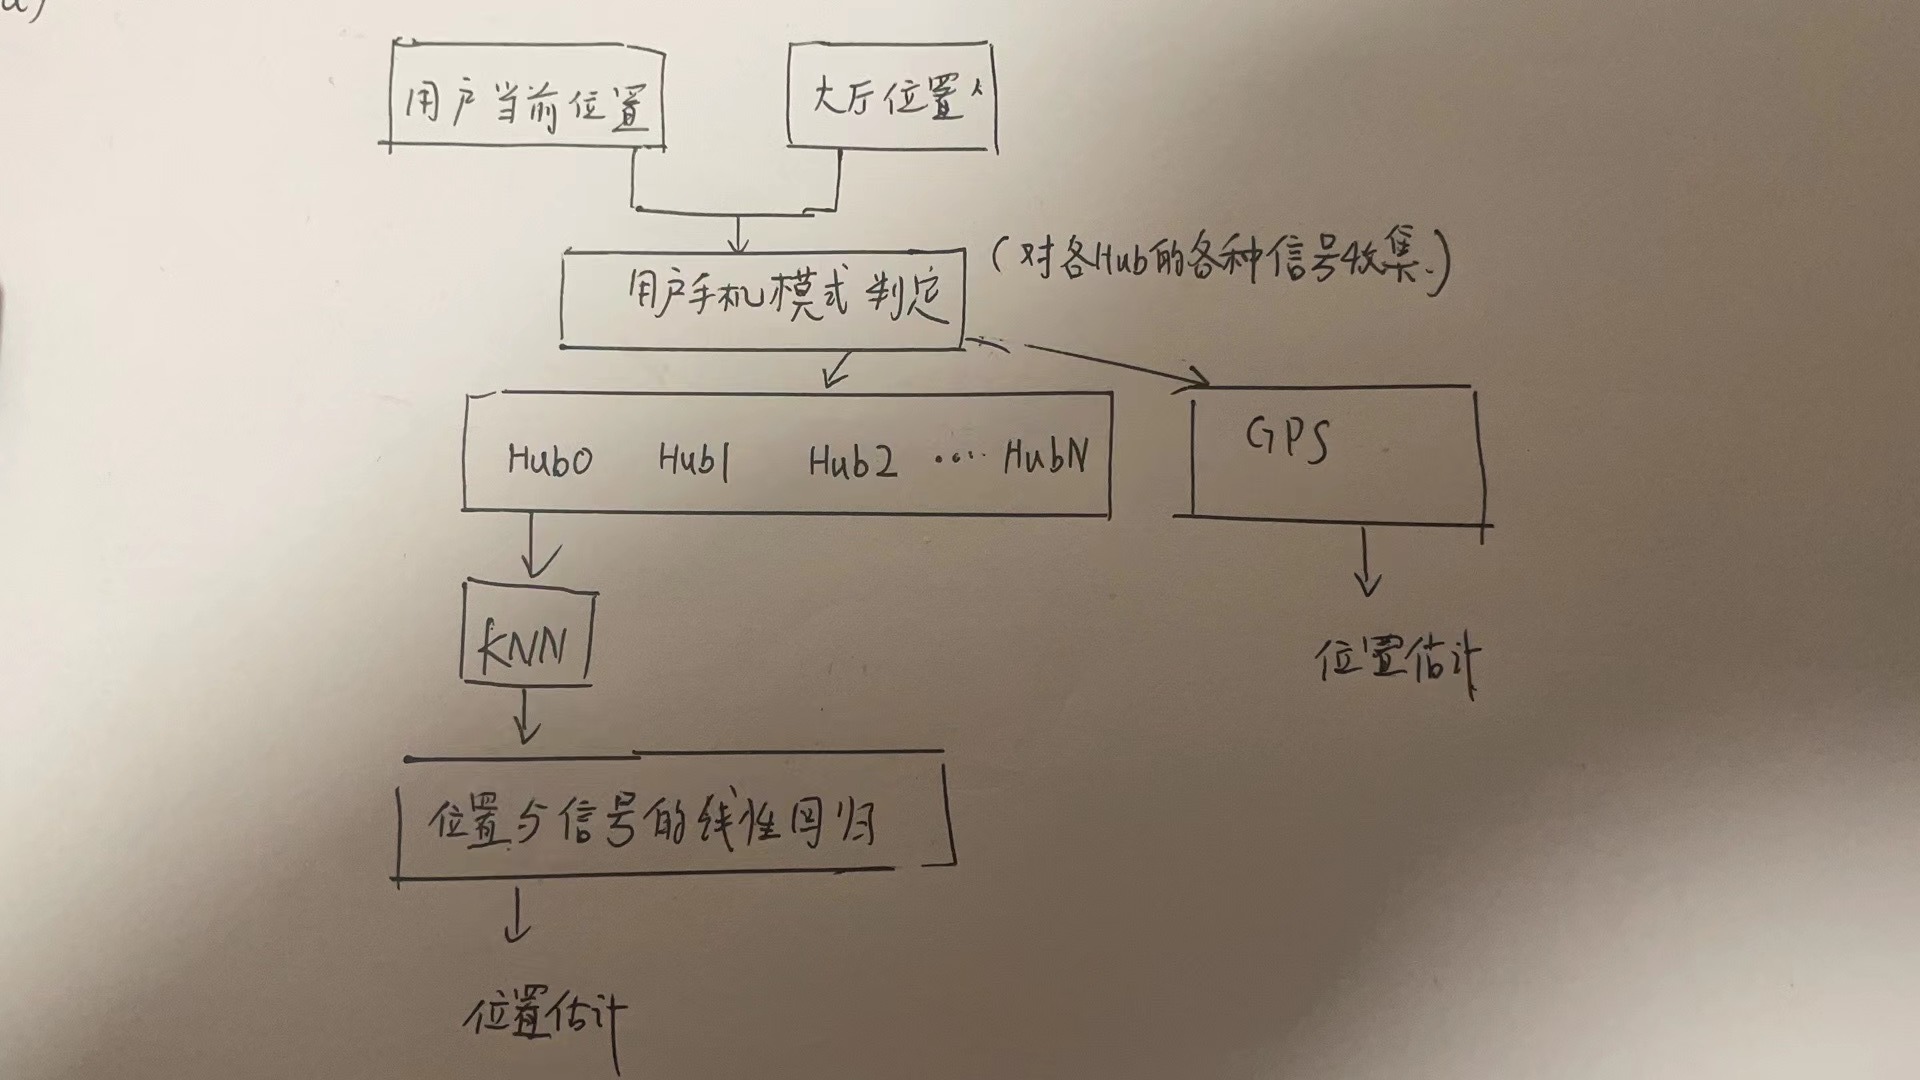 用户当前位置
大厅位置
(对各Hub的各种信号收集.)
用户手机模式判定
Hub0 Hub1 Hub2 .... HubN
GPS
KNN
位置估计
位置与信号的线性回归
位置估计